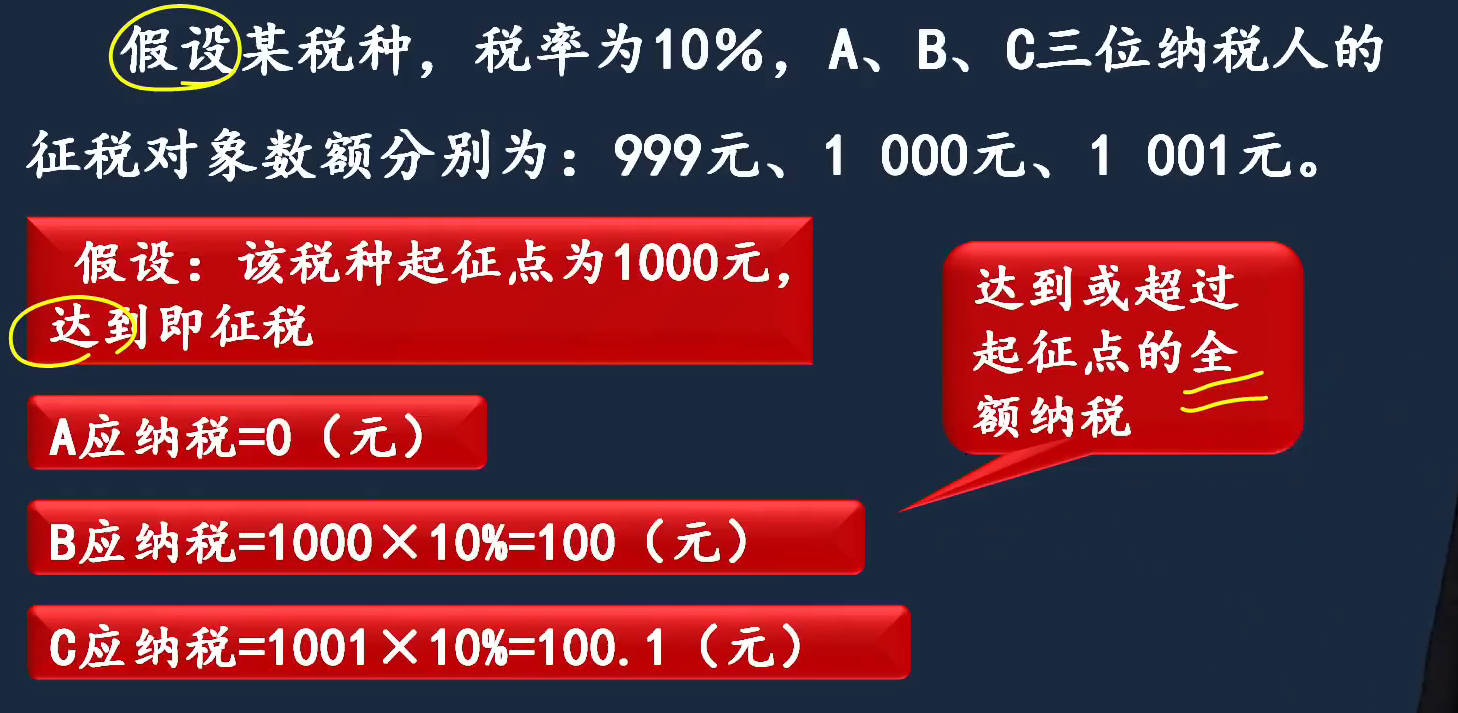 假设某税种，税率为10%，A、B、C三位纳税人的
征税对象数额分别为：999元、1 000元、1 001元。
假设：该税种起征点为1000元，
达到即征税
达到或超过
起征点的全
额纳税
A应纳税=0（元）
B应纳税=1000×10%=100（元）
C应纳税=1001×10%=100.1（元）